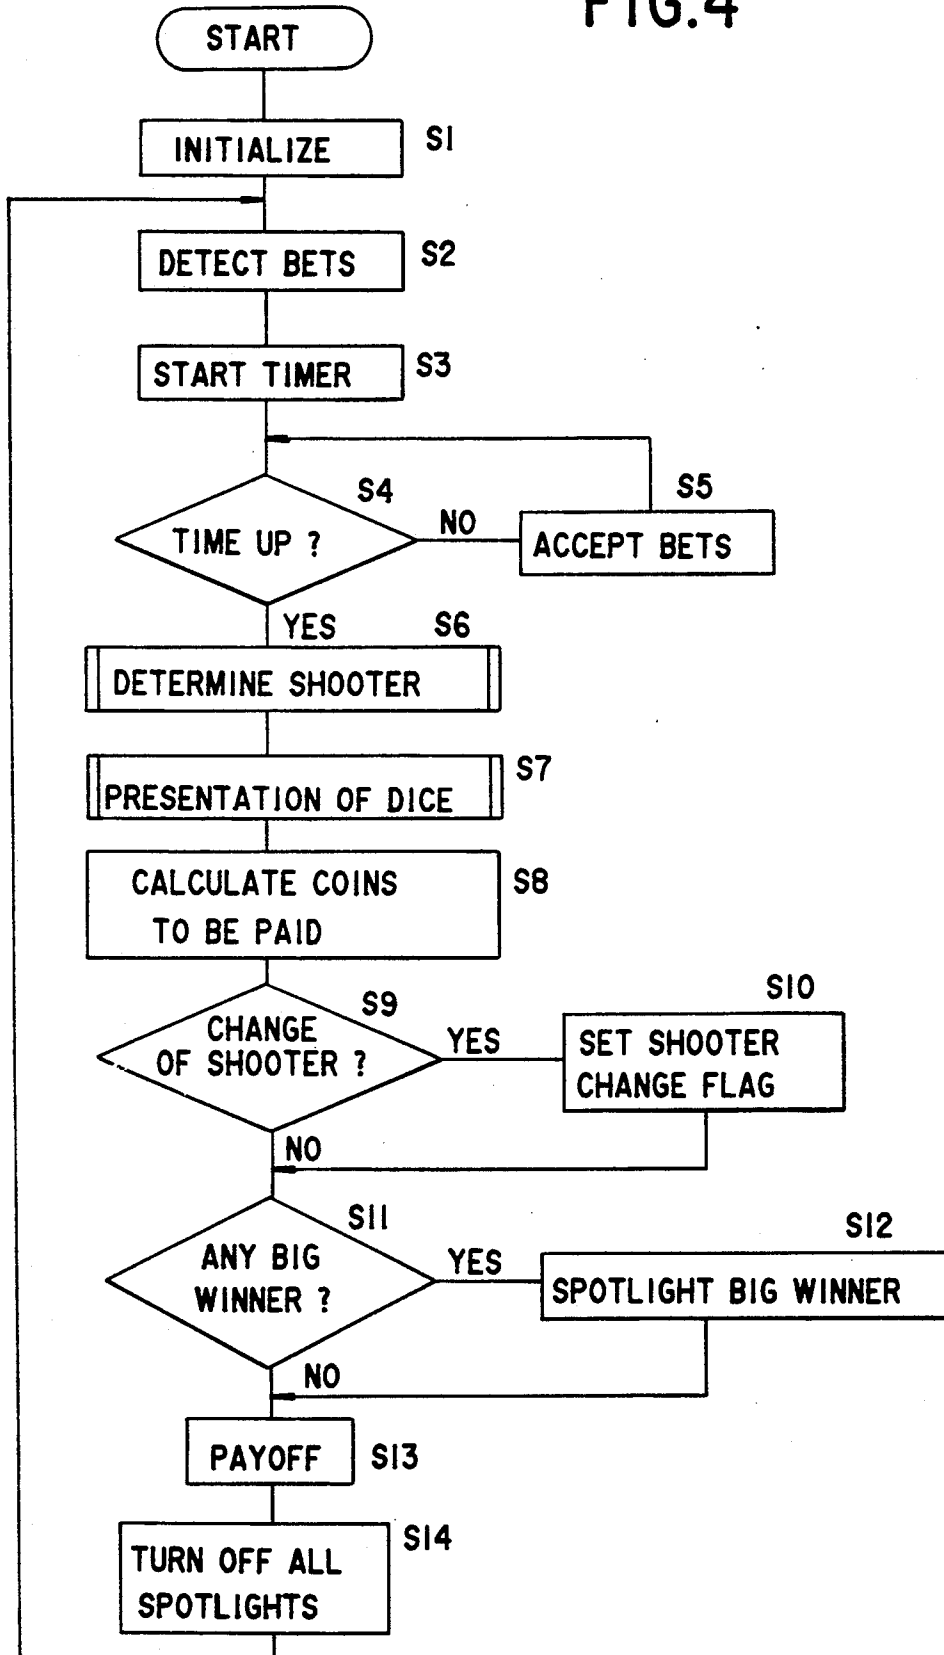 FIG.4
START
INITIALIZE
S1
DETECT BETS
S2
START TIMER
S3
S4
TIME UP ?
NO
S5
ACCEPT BETS
YES
S6
DETERMINE SHOOTER
S7
PRESENTATION OF DICE
CALCULATE COINS
TO BE PAID
S8
S9
CHANGE
OF SHOOTER ?
YES
S10
SET SHOOTER
CHANGE FLAG
NO
S11
ANY BIG
WINNER ?
YES
S12
SPOTLIGHT BIG WINNER
NO
PAYOFF
S13
S14
TURN OFF ALL
SPOTLIGHTS